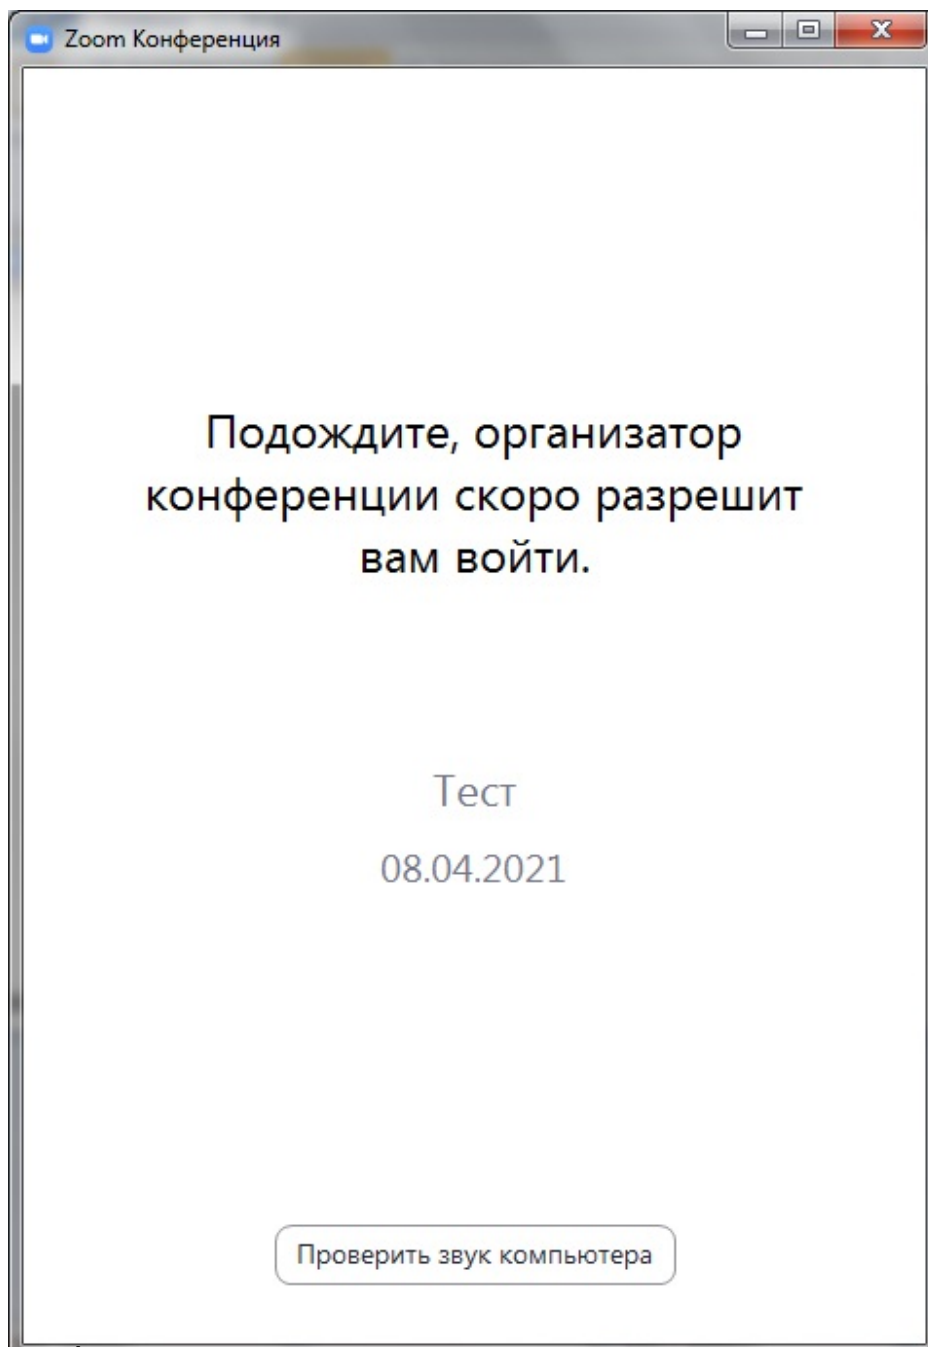 Zoom Конференция
Подождите, организатор
конференции скоро разрешит
вам войти.
Тест
08.04.2021
Проверить звук компьютера